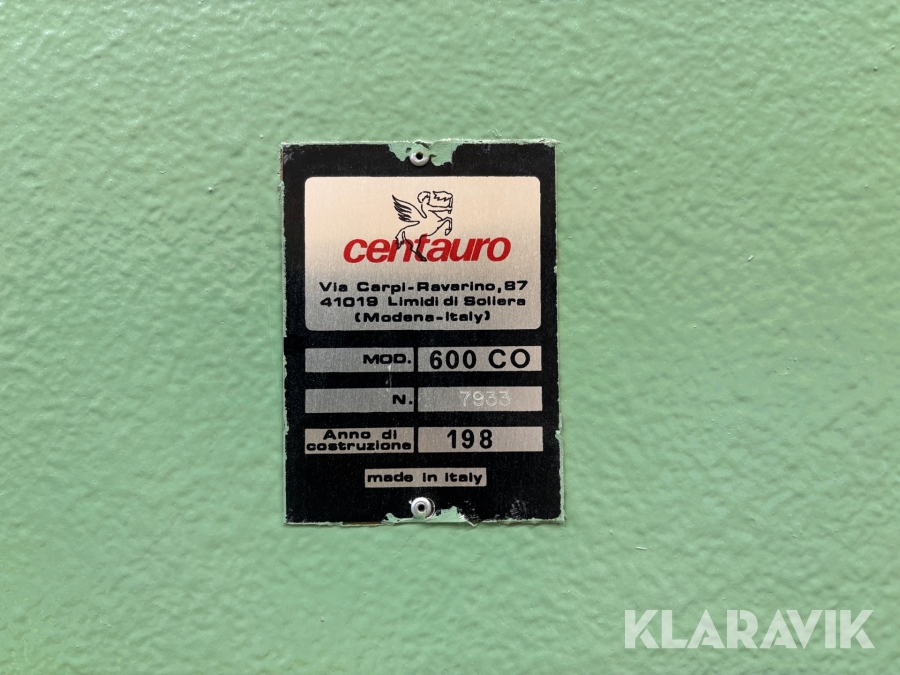 centauro
Via Carpi-Ravarino, 87
41019 Limidi di Soliera
(Modena-Italy)
MOD. 600 CO
N. 7933
Anno di
costruzione 198
made in Italy
KLARAVIK